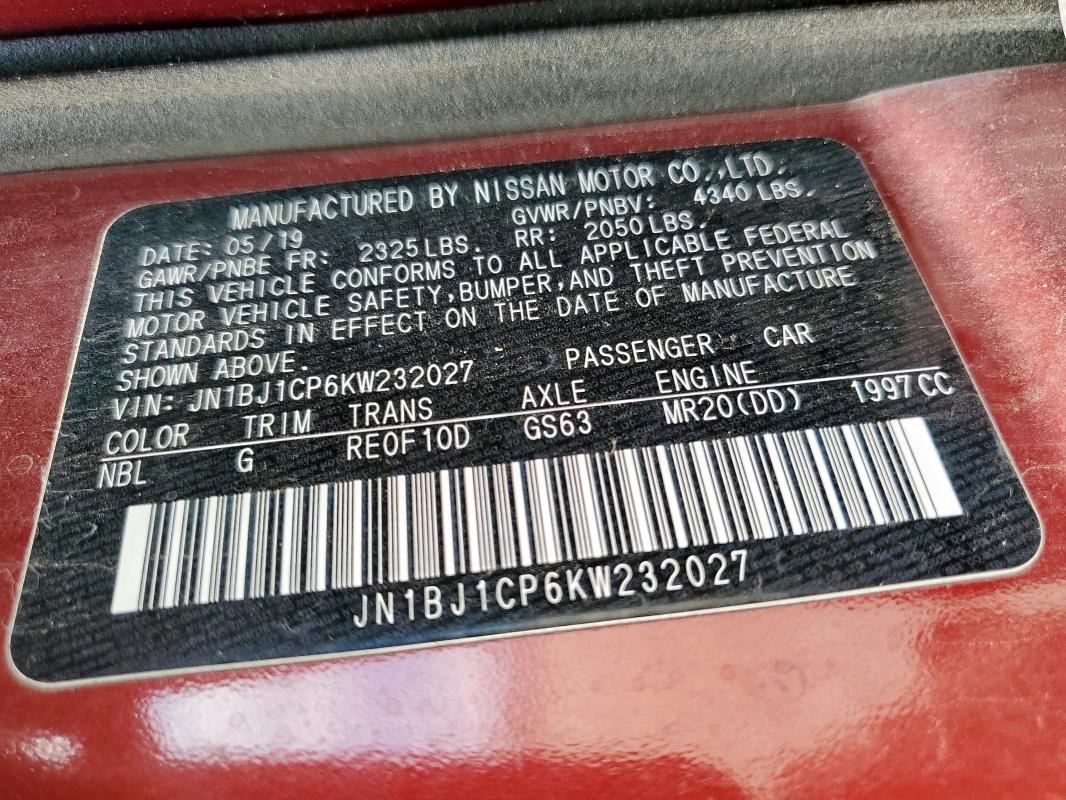 MANUFACTURED BY NISSAN MOTOR CO.,LTD.
DATE: 05/19 GVWR/PNBV: 4340 LBS.
GAWR/PNBE FR: 2325 LBS. RR: 2050 LBS.
THIS VEHICLE CONFORMS TO ALL APPLICABLE FEDERAL
MOTOR VEHICLE SAFETY,BUMPER,AND THEFT PREVENTION
STANDARDS IN EFFECT ON THE DATE OF MANUFACTURE
SHOWN ABOVE.
VIN: JN1BJ1CP6KW232027 PASSENGER CAR
COLOR TRIM TRANS AXLE ENGINE
NBL G RE0F10D GS63 MR20(DD) 1997 CC
JN1BJ1CP6KW232027